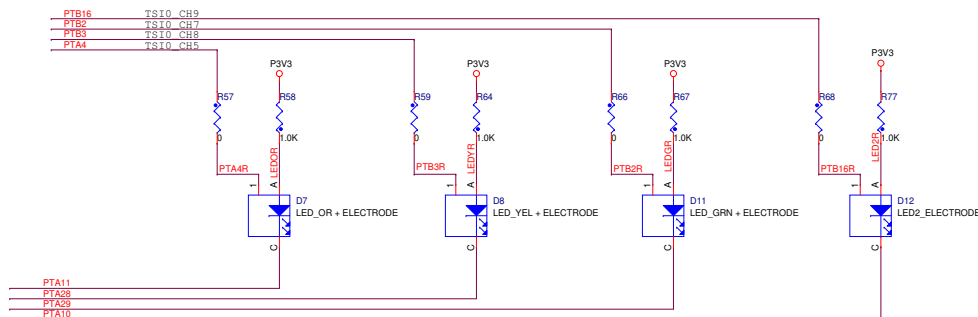 PTB16 TSI0_CH9
PTB2 TSI0_CH7
PTB3 TSI0_CH8
PTA4 TSI0_CH5
P3V3 P3V3 P3V3 P3V3
R57 R58 R59 R64 R66 R67 R68 R77
0 1.0K 0 1.0K 0 1.0K 0 1.0K
LEDOR LEDYR LEDGR LED2R
PTA4R PTB3R PTB2R PTB16R
1 A 1 A 1 A 1 A
D7 D8 D11 D12
LED_OR + ELECTRODE LED_YEL + ELECTRODE LED_GRN + ELECTRODE LED2_ELECTRODE
C C C C
PTA11
PTA28
PTA29
PTA10